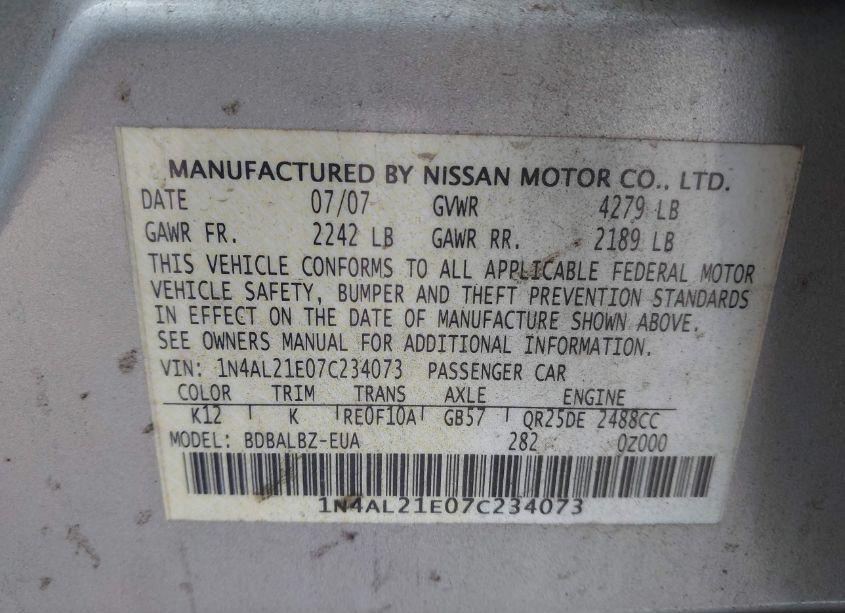 MANUFACTURED BY NISSAN MOTOR CO., LTD.
DATE 07/07 GVWR 4279 LB
GAWR FR. 2242 LB GAWR RR. 2189 LB
THIS VEHICLE CONFORMS TO ALL APPLICABLE FEDERAL MOTOR
VEHICLE SAFETY, BUMPER AND THEFT PREVENTION STANDARDS
IN EFFECT ON THE DATE OF MANUFACTURE SHOWN ABOVE.
SEE OWNERS MANUAL FOR ADDITIONAL INFORMATION.
VIN: 1N4AL21E07C234073 PASSENGER CAR
COLOR TRIM TRANS AXLE ENGINE
K12 K RE0F10A GB57 QR25DE 2488CC
MODEL: BDBALBZ-EUA 282 0Z000
1N4AL21E07C234073